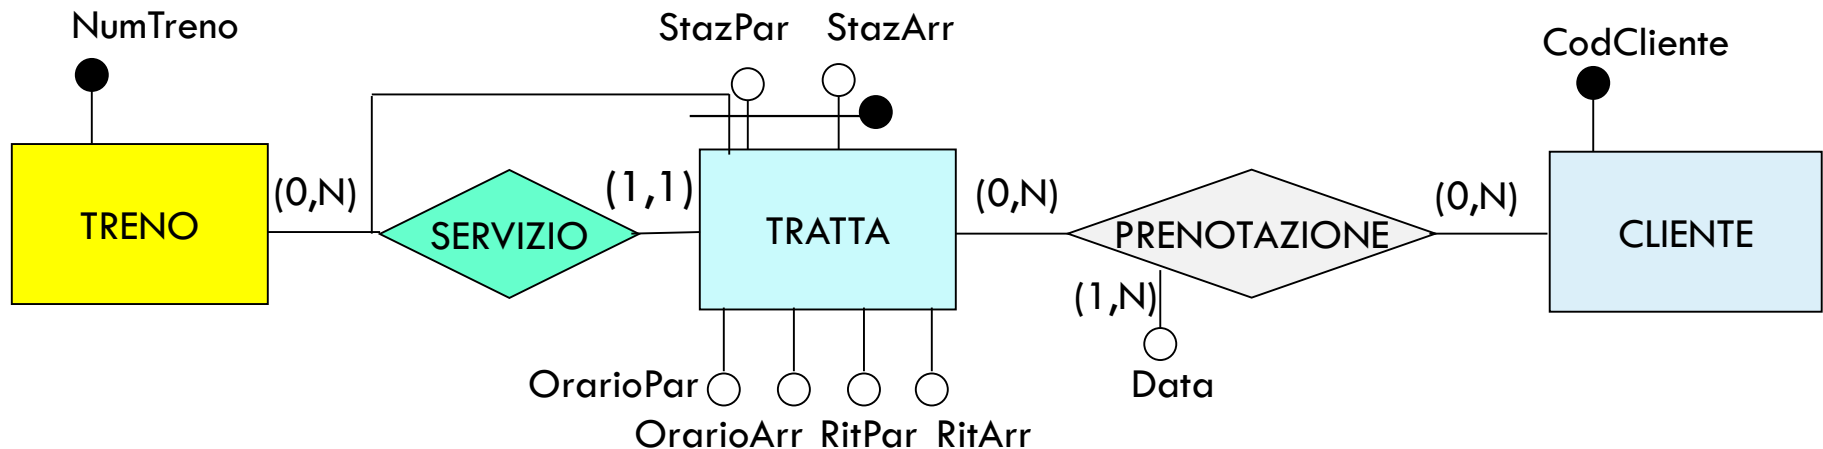 NumTreno
StazPar StazArr
CodCliente
TRENO
(0,N)
SERVIZIO
(1,1)
TRATTA
(0,N)
PRENOTAZIONE
(0,N)
CLIENTE
(1,N)
OrarioPar
Data
OrarioArr RitPar RitArr